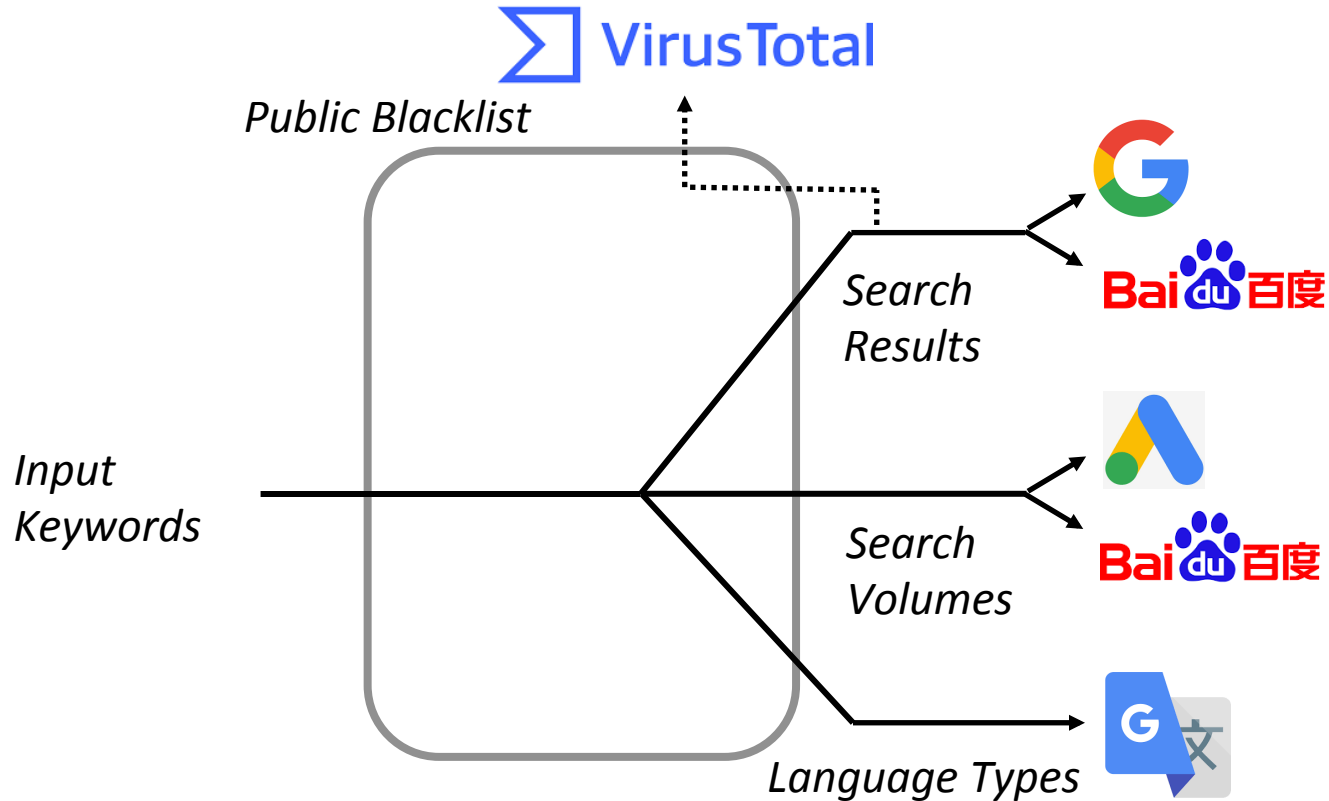 VirusTotal
Public Blacklist
G
Bai du 百度
Search
Results
Input
Keywords
Bai du 百度
Search
Volumes
G 文
Language Types